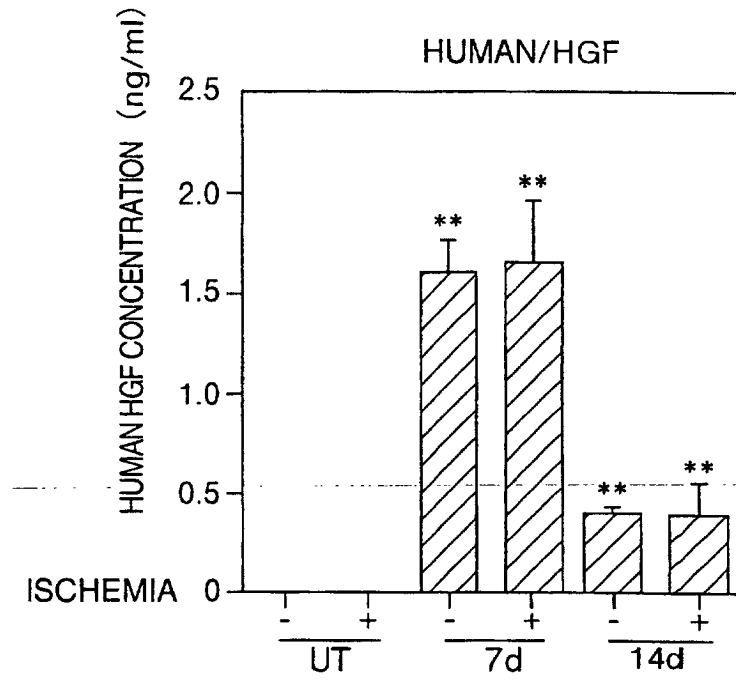 HUMAN/HGF
HUMAN HGF CONCENTRATION (ng/ml)
2.5
2.0
1.5
1.0
0.5
0
** ** ** **
ISCHEMIA
- + - + - +
UT 7d 14d